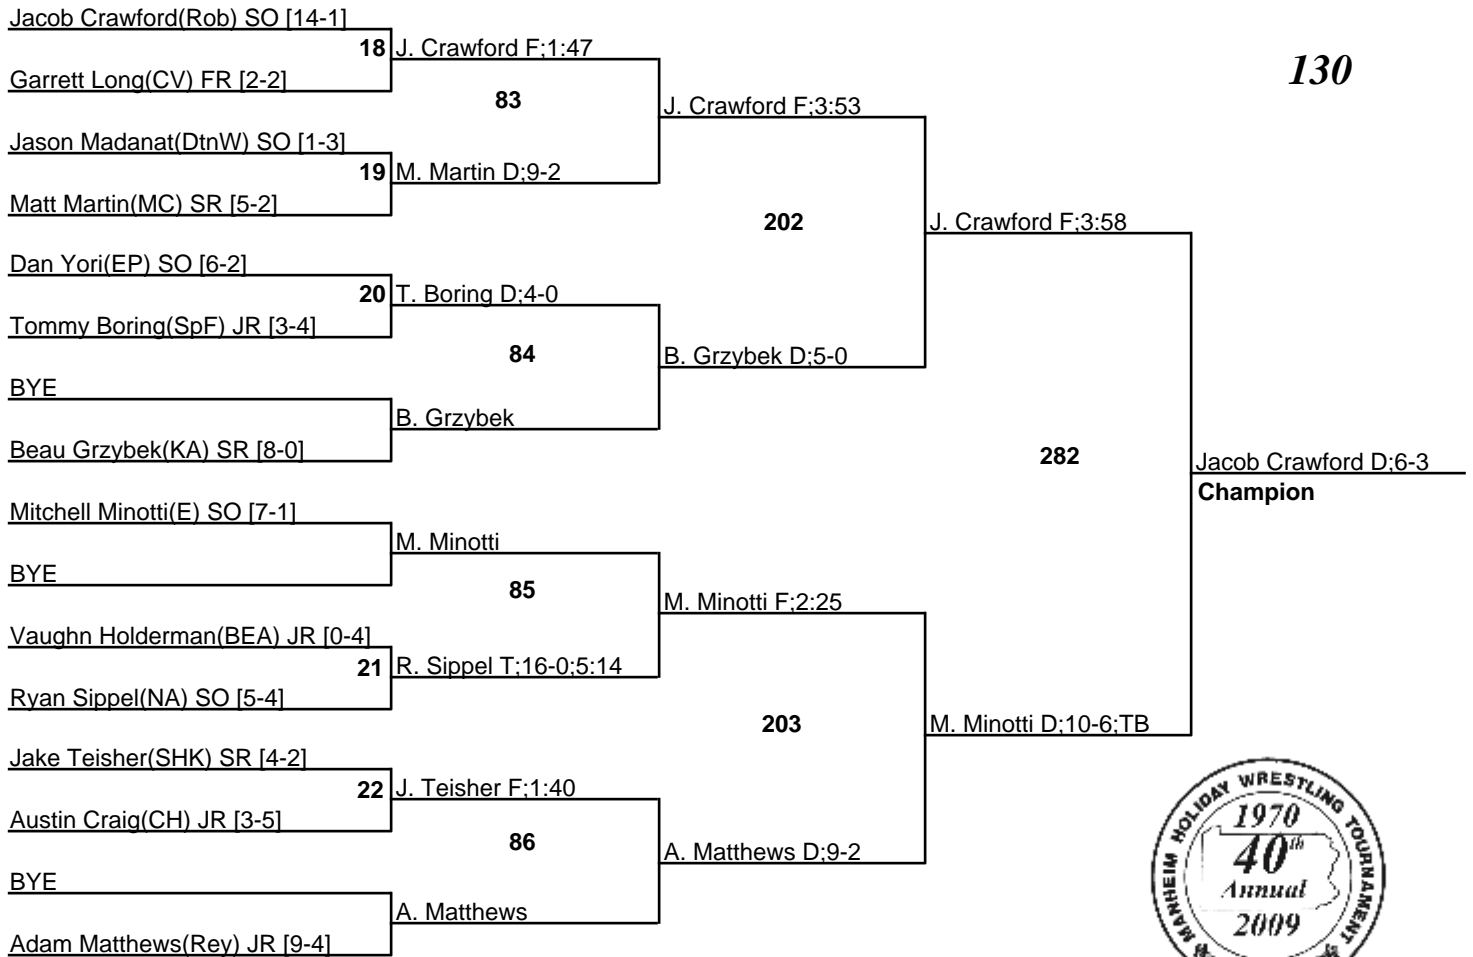 Jacob Crawford(Rob) SO [14-1]
18 J. Crawford F;1:47
130
Garrett Long(CV) FR [2-2]
83
J. Crawford F;3:53
Jason Madanat(DtnW) SO [1-3]
19 M. Martin D;9-2
Matt Martin(MC) SR [5-2]
202
J. Crawford F;3:58
Dan Yori(EP) SO [6-2]
20 T. Boring D;4-0
Tommy Boring(SpF) JR [3-4]
84
B. Grzybek D;5-0
BYE
B. Grzybek
Beau Grzybek(KA) SR [8-0]
282
Jacob Crawford D;6-3
Champion
Mitchell Minotti(E) SO [7-1]
M. Minotti
BYE
85
M. Minotti F;2:25
Vaughn Holderman(BEA) JR [0-4]
21 R. Sippel T;16-0;5:14
Ryan Sippel(NA) SO [5-4]
203
M. Minotti D;10-6;TB
Jake Teisher(SHK) SR [4-2]
22 J. Teisher F;1:40
Austin Craig(CH) JR [3-5]
86
A. Matthews D;9-2
BYE
A. Matthews
Adam Matthews(Rey) JR [9-4]
MANHEIM HOLIDAY WRESTLING TOURNAMENT
1970
40th
Annual
2009